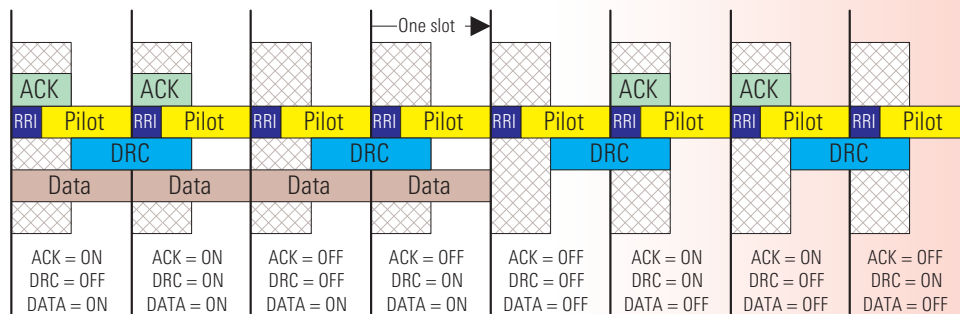 One slot
ACK ACK ACK ACK
RRI Pilot RRI Pilot RRI Pilot RRI Pilot RRI Pilot RRI Pilot RRI Pilot RRI Pilot
DRC DRC DRC DRC
Data Data Data Data
ACK = ON ACK = ON ACK = OFF ACK = OFF ACK = OFF ACK = ON ACK = ON ACK = OFF
DRC = OFF DRC = ON DRC = OFF DRC = ON DRC = OFF DRC = ON DRC = OFF DRC = ON
DATA = ON DATA = ON DATA = ON DATA = ON DATA = OFF DATA = OFF DATA = OFF DATA = OFF